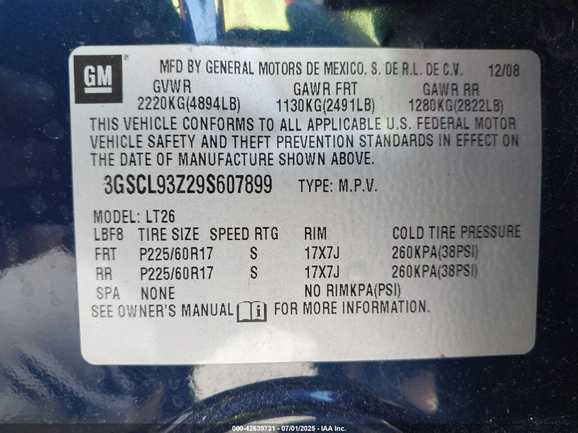 GM
MFD BY GENERAL MOTORS DE MEXICO, S. DE R.L. DE C.V. 12/08
GVWR GAWR FRT GAWR RR
2220KG(4894LB) 1130KG(2491LB) 1280KG(2822LB)
THIS VEHICLE CONFORMS TO ALL APPLICABLE U.S. FEDERAL MOTOR
VEHICLE SAFETY AND THEFT PREVENTION STANDARDS IN EFFECT ON
THE DATE OF MANUFACTURE SHOWN ABOVE.
3GSCL93Z29S607899 TYPE: M.P.V.
MODEL: LT26
LBF8 TIRE SIZE SPEED RTG RIM COLD TIRE PRESSURE
FRT P225/60R17 S 17X7J 260KPA(38PSI)
RR P225/60R17 S 17X7J 260KPA(38PSI)
SPA NONE NO RIMKPA(PSI)
SEE OWNER'S MANUAL i FOR MORE INFORMATION.
000-42639731 - 07/01/2025 - IAA Inc.